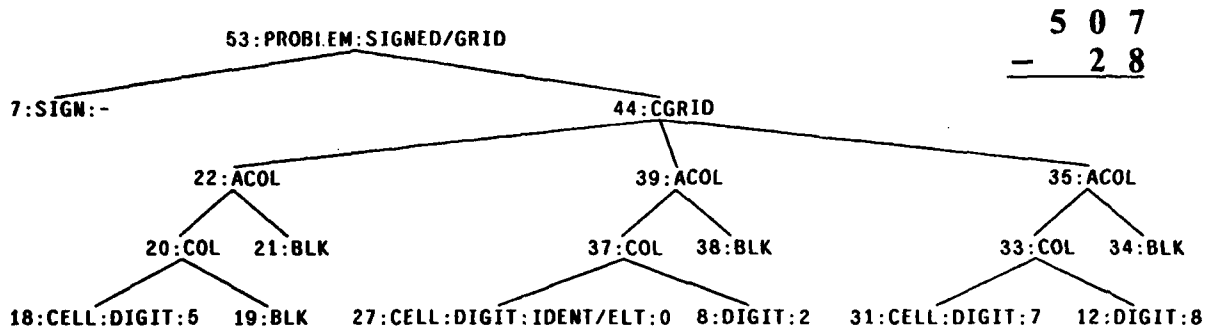 5 0 7
− 2 8
53:PROBLEM:SIGNED/GRID
7:SIGN:-
44:CGRID
22:ACOL
39:ACOL
35:ACOL
20:COL
21:BLK
37:COL
38:BLK
33:COL
34:BLK
18:CELL:DIGIT:5
19:BLK
27:CELL:DIGIT:IDENT/ELT:0
8:DIGIT:2
31:CELL:DIGIT:7
12:DIGIT:8